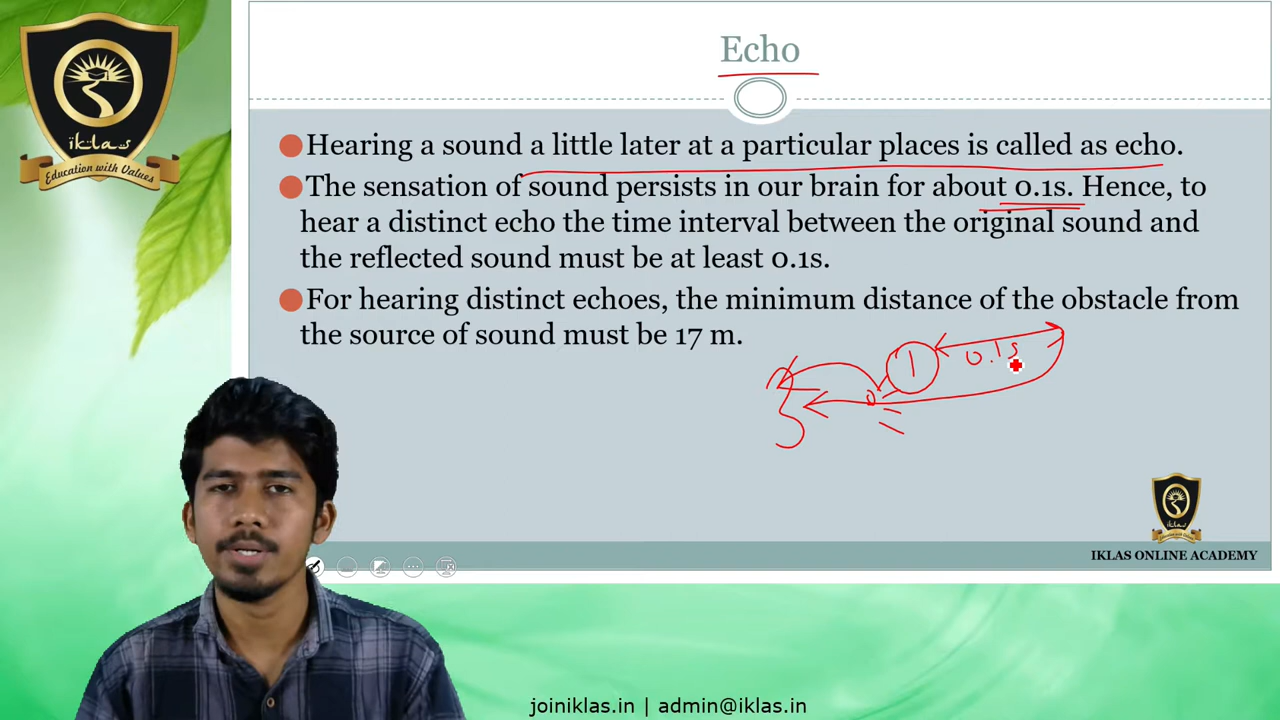 iklas
Education with Values
Echo
Hearing a sound a little later at a particular places is called as echo.
The sensation of sound persists in our brain for about 0.1s. Hence, to
hear a distinct echo the time interval between the original sound and
the reflected sound must be at least 0.1s.
For hearing distinct echoes, the minimum distance of the obstacle from
the source of sound must be 17 m.
1
0.1s
IKLAS ONLINE ACADEMY
joiniklas.in | admin@iklas.in